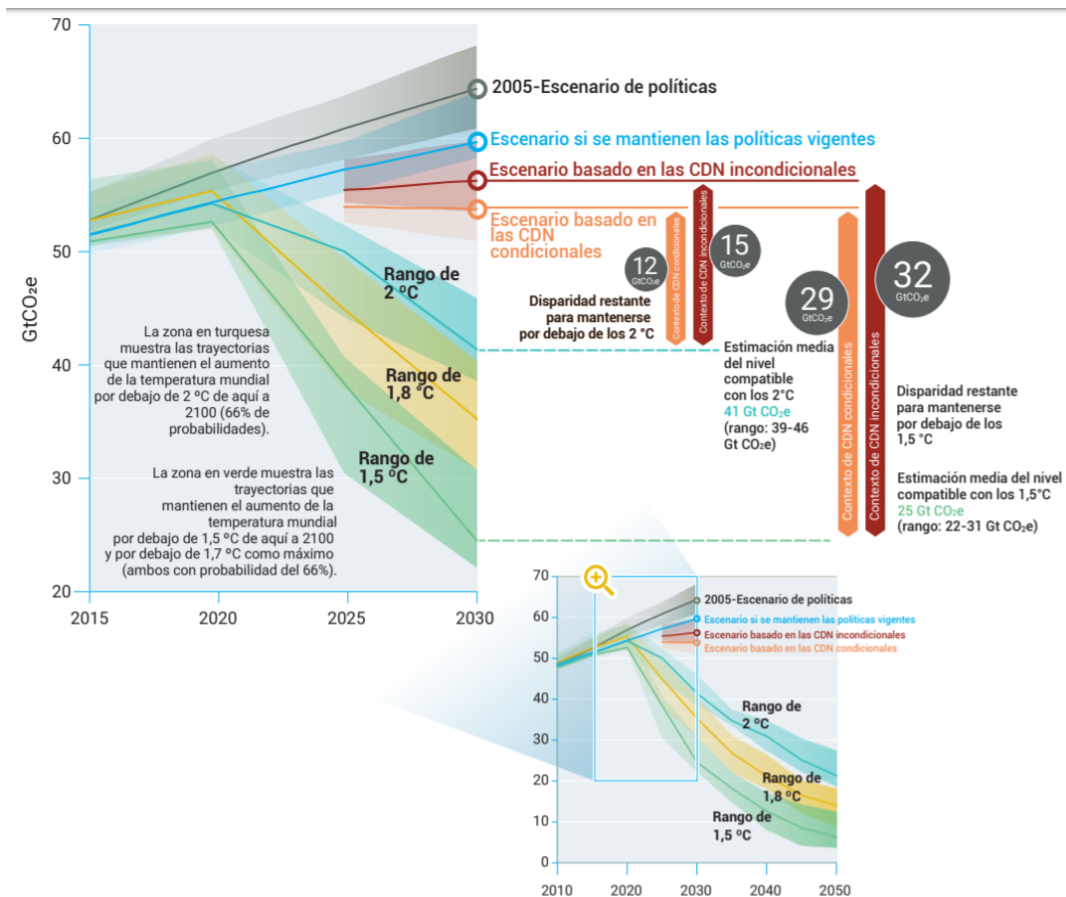 70
60
50
40
30
20
GtCO₂e
2015
2020
2025
2030
2005-Escenario de políticas
Escenario si se mantienen las políticas vigentes
Escenario basado en las CDN incondicionales
Escenario basado en
las CDN
condicionales
Rango de
2 ºC
Rango de
1,8 °C
Rango de
1,5 ºC
La zona en turquesa
muestra las trayectorias
que mantienen el aumento
de la temperatura mundial
por debajo de 2 ºC de aquí a
2100 (66% de
probabilidades).
La zona en verde muestra las
trayectorias que
mantienen el aumento de la
temperatura mundial
por debajo de 1,5 ºC de aquí a 2100
y por debajo de 1,7 ºC como máximo
(ambos con probabilidad del 66%).
12
GtCO₂e
Contexto de CDN condicionales
Contexto de CDN incondicionales
15
GtCO₂e
Disparidad restante
para mantenerse
por debajo de los 2 °C
Estimación media
del nivel
compatible
con los 2°C
41 Gt CO₂e
(rango: 39-46
Gt CO₂e)
29
GtCO₂e
Contexto de CDN condicionales
Contexto de CDN incondicionales
32
GtCO₂e
Disparidad restante
para mantenerse
por debajo de los
1,5 °C
Estimación media del nivel
compatible con los 1,5°C
25 Gt CO₂e
(rango: 22-31 Gt CO₂e)
70
60
50
40
30
20
10
0
2010
2020
2030
2040
2050
2005-Escenario de políticas
Escenario si se mantienen las políticas vigentes
Escenario basado en las CDN incondicionales
Escenario basado en las CDN condicionales
Rango de
2 ºC
Rango de
1,8 ºC
Rango de
1,5 ºC